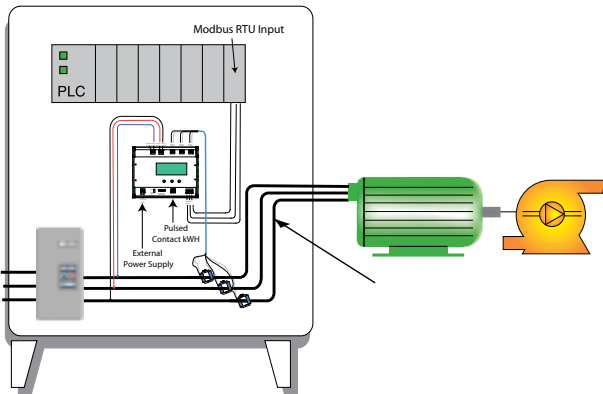 Modbus RTU Input
PLC
Pulsed
Contact kWH
External
Power Supply